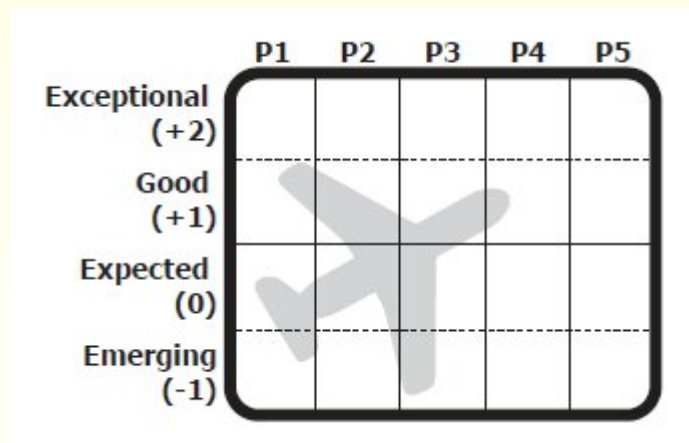 P1 P2 P3 P4 P5
Exceptional
(+2)
Good
(+1)
Expected
(0)
Emerging
(-1)